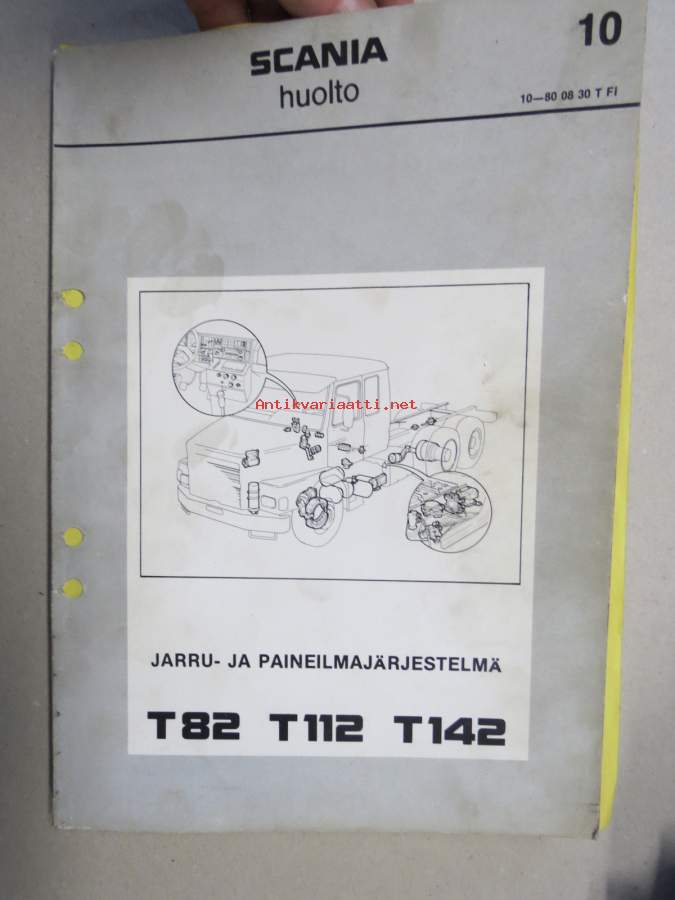 SCANIA
10
huolto
10—80 08 30 T FI
Antikvariaatti.net
JARRU- JA PAINEILMAJÄRJESTELMÄ
T82 T112 T142